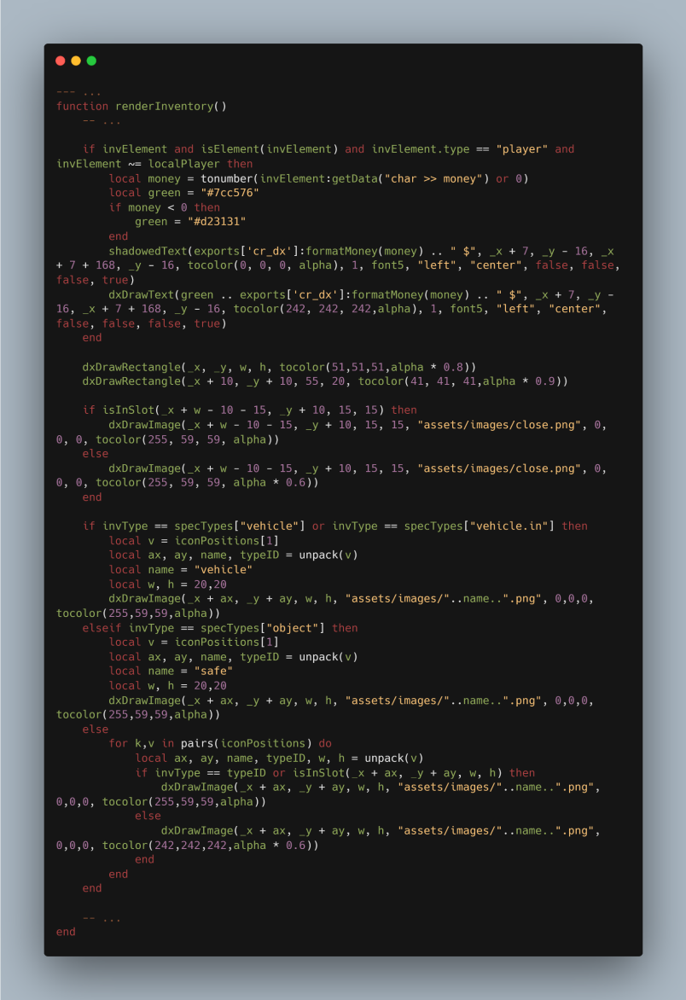 --- ...
function renderInventory()
    -- ...

    if invElement and isElement(invElement) and invElement.type == "player" and
invElement ~= localPlayer then
        local money = tonumber(invElement:getData("char >> money") or 0)
        local green = "#7cc576"
        if money < 0 then
            green = "#d23131"
        end
        shadowedText(exports['cr_dx']:formatMoney(money) .. " $", _x + 7, _y - 16, _x
+ 7 + 168, _y - 16, tocolor(0, 0, 0, alpha), 1, font5, "left", "center", false, false,
false, true)
        dxDrawText(green .. exports['cr_dx']:formatMoney(money) .. " $", _x + 7, _y -
16, _x + 7 + 168, _y - 16, tocolor(242, 242, 242,alpha), 1, font5, "left", "center",
false, false, false, true)
    end

    dxDrawRectangle(_x, _y, w, h, tocolor(51,51,51,alpha * 0.8))
    dxDrawRectangle(_x + 10, _y + 10, 55, 20, tocolor(41, 41, 41,alpha * 0.9))

    if isInSlot(_x + w - 10 - 15, _y + 10, 15, 15) then
        dxDrawImage(_x + w - 10 - 15, _y + 10, 15, 15, "assets/images/close.png", 0,
0, 0, tocolor(255, 59, 59, alpha))
    else
        dxDrawImage(_x + w - 10 - 15, _y + 10, 15, 15, "assets/images/close.png", 0,
0, 0, tocolor(255, 59, 59, alpha * 0.6))
    end

    if invType == specTypes["vehicle"] or invType == specTypes["vehicle.in"] then
        local v = iconPositions[1]
        local ax, ay, name, typeID = unpack(v)
        local name = "vehicle"
        local w, h = 20,20
        dxDrawImage(_x + ax, _y + ay, w, h, "assets/images/"..name..".png", 0,0,0,
tocolor(255,59,59,alpha))
    elseif invType == specTypes["object"] then
        local v = iconPositions[1]
        local ax, ay, name, typeID = unpack(v)
        local name = "safe"
        local w, h = 20,20
        dxDrawImage(_x + ax, _y + ay, w, h, "assets/images/"..name..".png", 0,0,0,
tocolor(255,59,59,alpha))
    else
        for k,v in pairs(iconPositions) do
            local ax, ay, name, typeID, w, h = unpack(v)
            if invType == typeID or isInSlot(_x + ax, _y + ay, w, h) then
                dxDrawImage(_x + ax, _y + ay, w, h, "assets/images/"..name..".png",
0,0,0, tocolor(255,59,59,alpha))
            else
                dxDrawImage(_x + ax, _y + ay, w, h, "assets/images/"..name..".png",
0,0,0, tocolor(242,242,242,alpha * 0.6))
            end
        end
    end

    -- ...
end